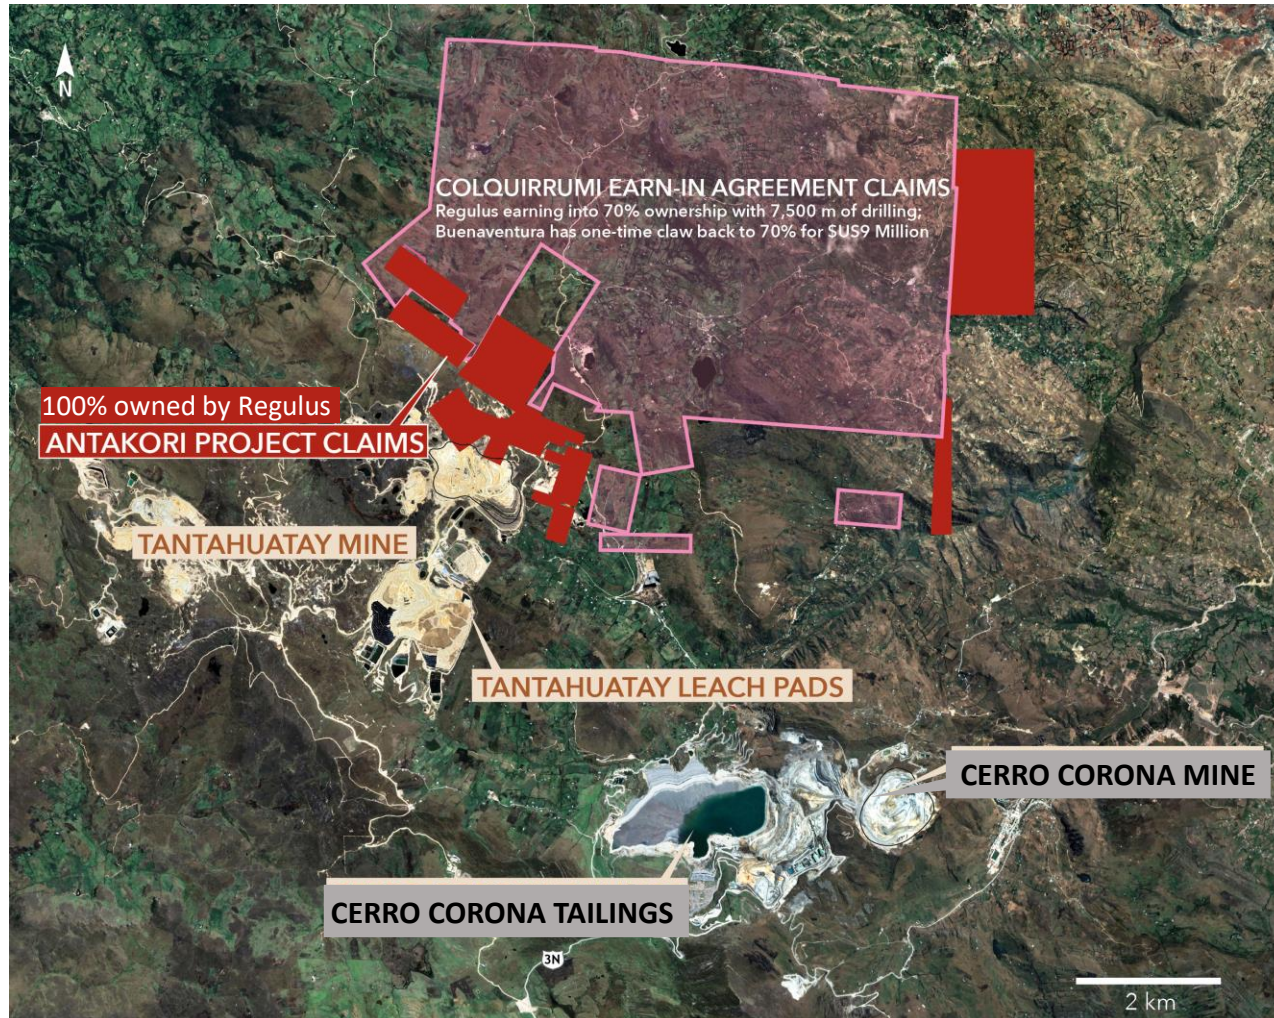 N
COLQUIRRUMI EARN-IN AGREEMENT CLAIMS
Regulus earning into 70% ownership with 7,500 m of drilling;
Buenaventura has one-time claw back to 70% for $US9 Million
100% owned by Regulus
ANTAKORI PROJECT CLAIMS
TANTAHUATAY MINE
TANTAHUATAY LEACH PADS
CERRO CORONA MINE
CERRO CORONA TAILINGS
3N
2 km